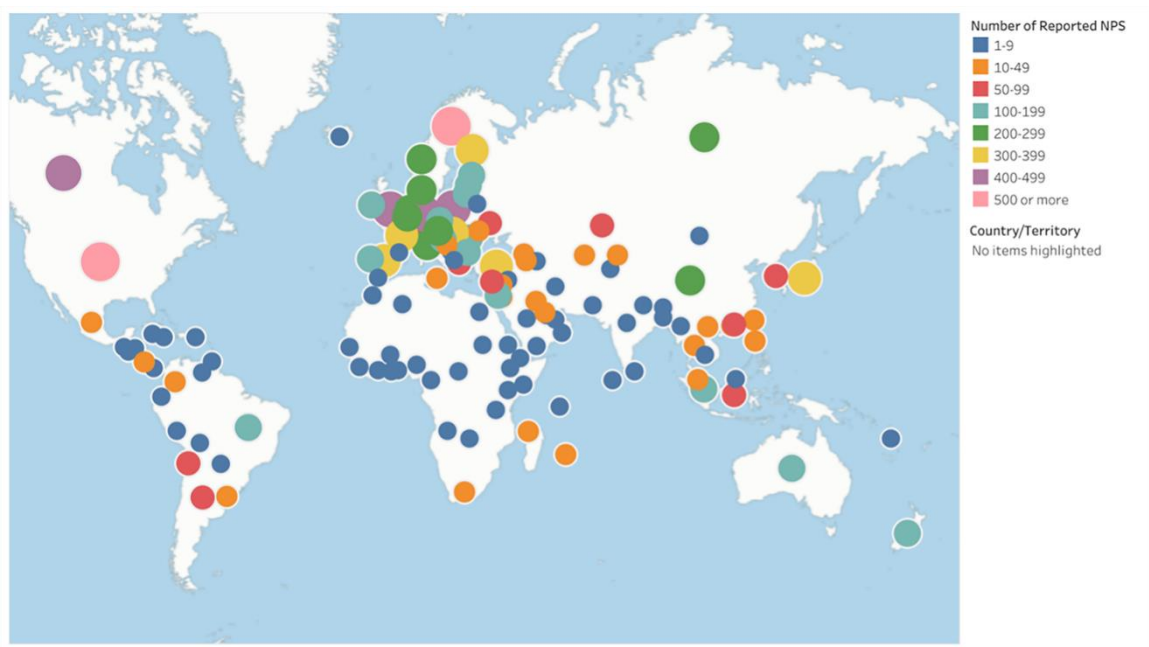 Number of Reported NPS
1-9
10-49
50-99
100-199
200-299
300-399
400-499
500 or more
Country/Territory
No items highlighted